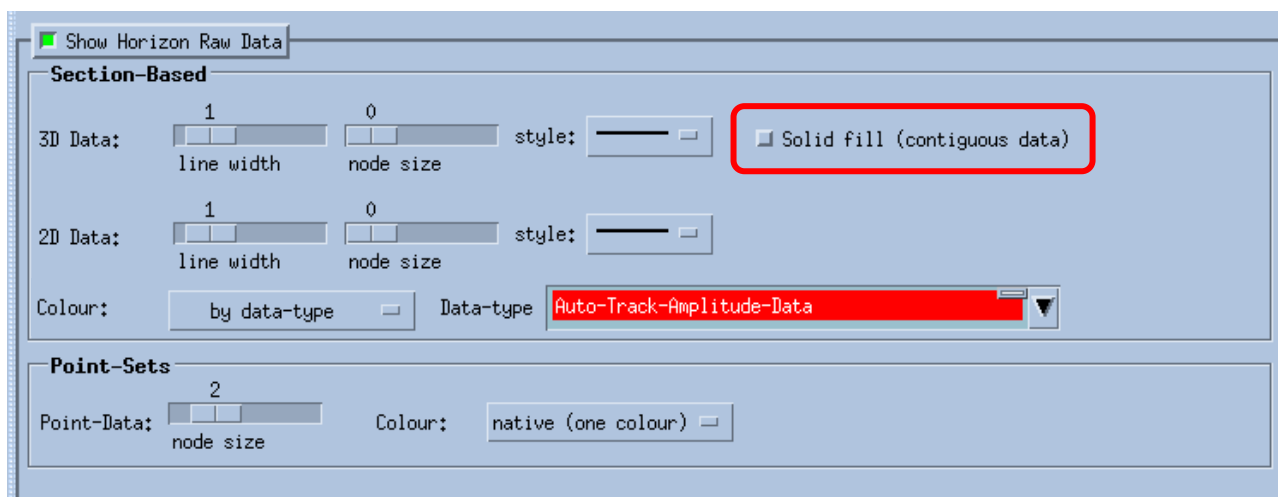 Show Horizon Raw Data
Section-Based
1 0
3D Data: style: Solid fill (contiguous data)
line width node size
1 0
2D Data: style:
line width node size
Colour: by data-type Data-type Auto-Track-Amplitude-Data
Point-Sets
2
Point-Data: Colour: native (one colour)
node size